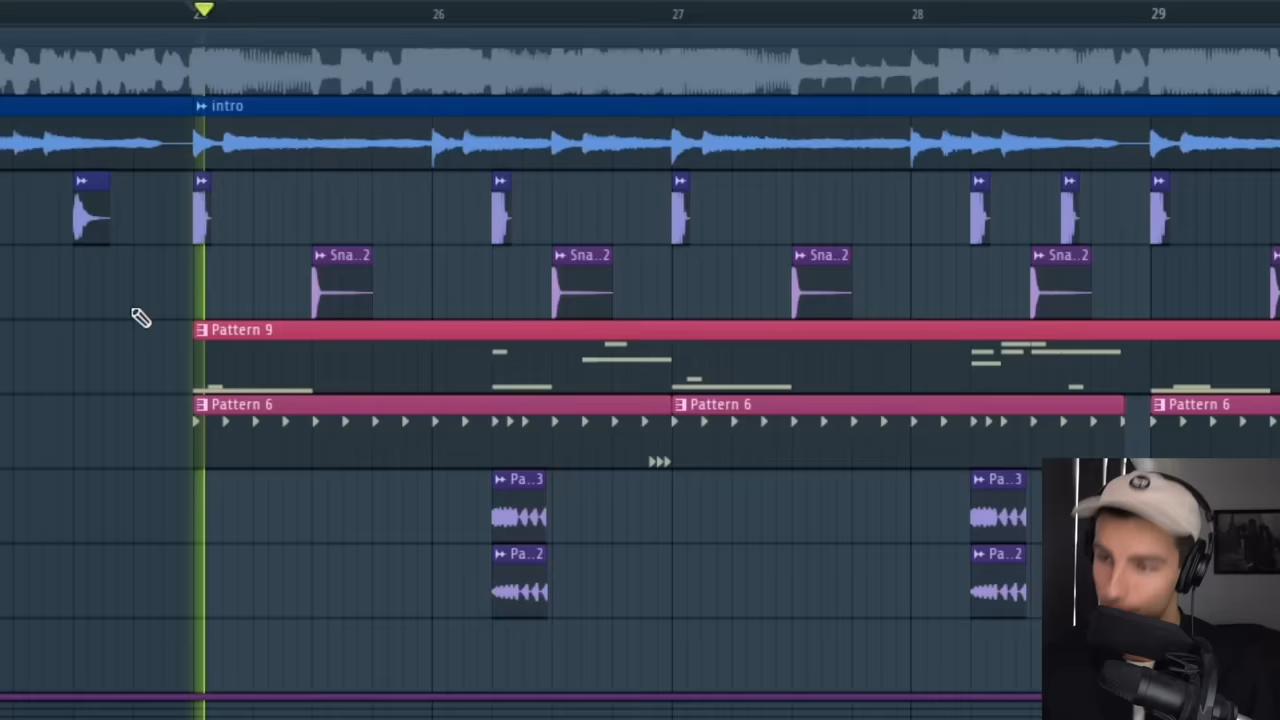 26 27 28 29
intro
Sna..2 Sna..2 Sna..2 Sna..2
Pattern 9
Pattern 6 Pattern 6 Pattern 6
Pa..3 Pa..3
Pa..2 Pa..2